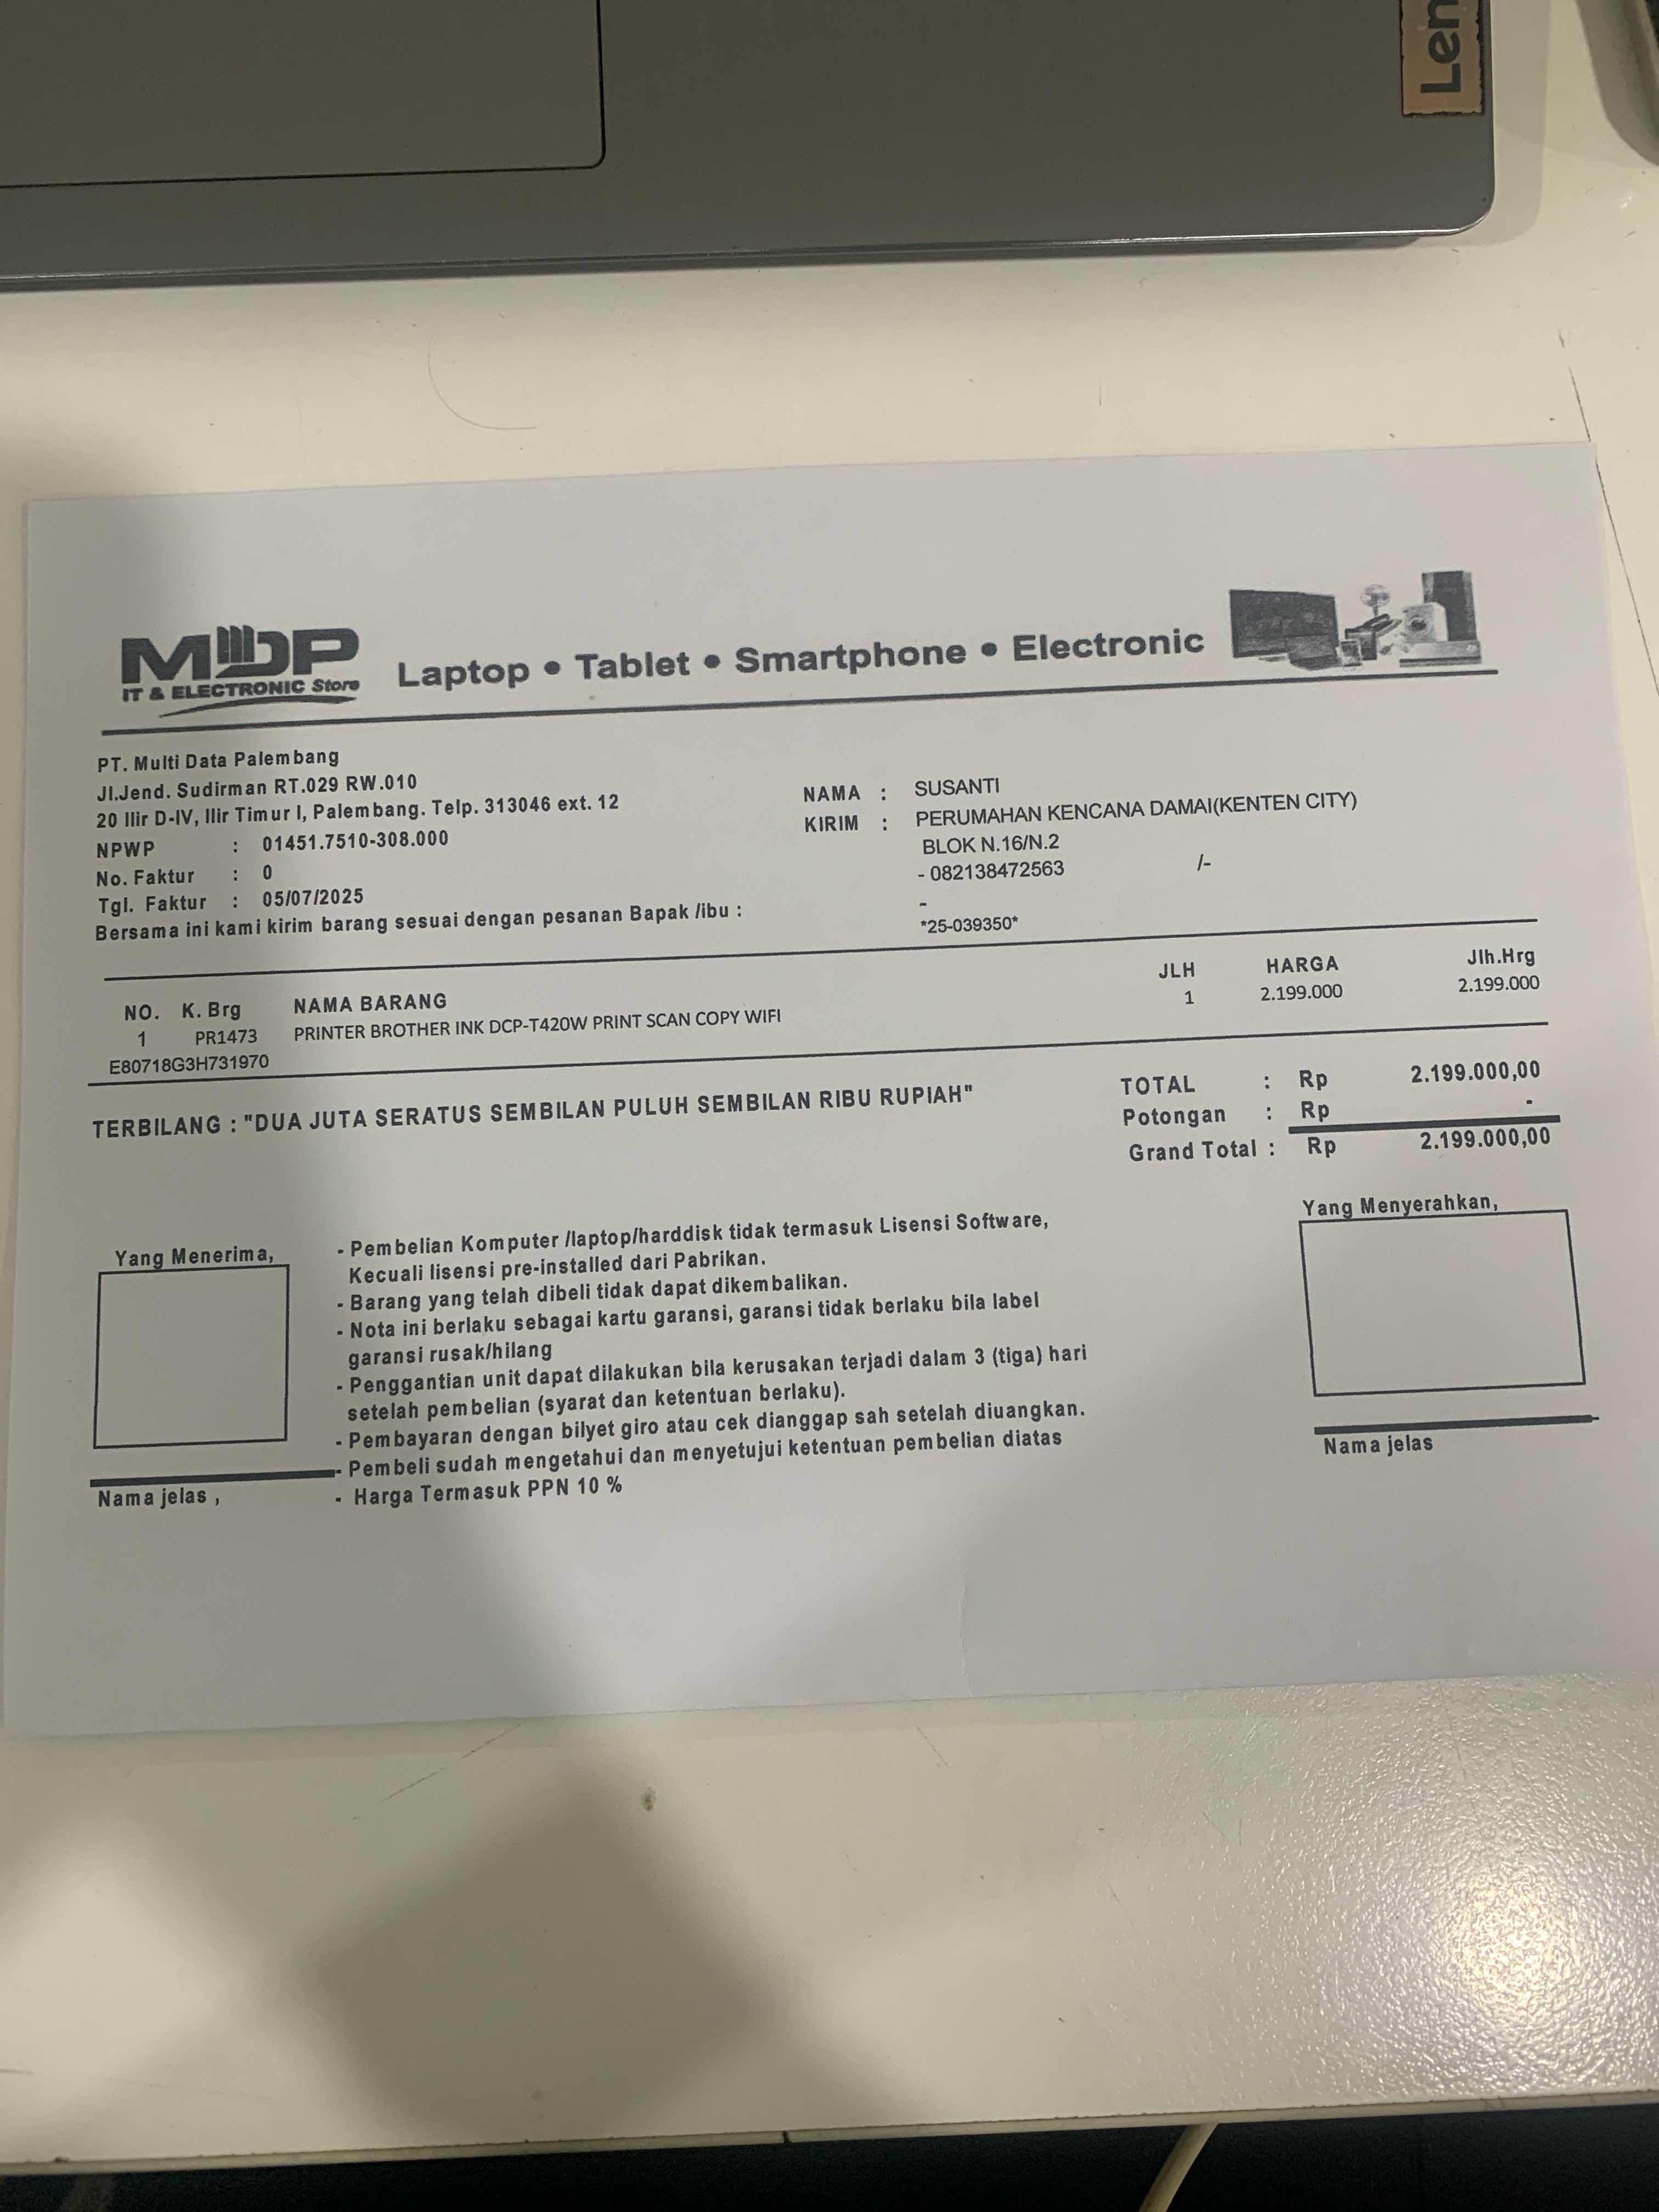 Len
MDP
IT & ELECTRONIC Store
Laptop • Tablet • Smartphone • Electronic
PT. Multi Data Palembang
Jl.Jend. Sudirman RT.029 RW.010
20 Ilir D-IV, Ilir Timur I, Palembang. Telp. 313046 ext. 12
NPWP : 01451.7510-308.000
No. Faktur : 0
Tgl. Faktur : 05/07/2025
Bersama ini kami kirim barang sesuai dengan pesanan Bapak /ibu :
NAMA : SUSANTI
KIRIM : PERUMAHAN KENCANA DAMAI(KENTEN CITY)
BLOK N.16/N.2
- 082138472563 /-
-
*25-039350*
NO. K. Brg NAMA BARANG JLH HARGA Jlh.Hrg
1 PR1473 PRINTER BROTHER INK DCP-T420W PRINT SCAN COPY WIFI 1 2.199.000 2.199.000
E80718G3H731970
TERBILANG : "DUA JUTA SERATUS SEMBILAN PULUH SEMBILAN RIBU RUPIAH"
TOTAL : Rp 2.199.000,00
Potongan : Rp -
Grand Total : Rp 2.199.000,00
Yang Menerima,
Nama jelas ,
- Pembelian Komputer /laptop/harddisk tidak termasuk Lisensi Software,
Kecuali lisensi pre-installed dari Pabrikan.
- Barang yang telah dibeli tidak dapat dikembalikan.
- Nota ini berlaku sebagai kartu garansi, garansi tidak berlaku bila label
garansi rusak/hilang
- Penggantian unit dapat dilakukan bila kerusakan terjadi dalam 3 (tiga) hari
setelah pembelian (syarat dan ketentuan berlaku).
- Pembayaran dengan bilyet giro atau cek dianggap sah setelah diuangkan.
- Pembeli sudah mengetahui dan menyetujui ketentuan pembelian diatas
- Harga Termasuk PPN 10 %
Yang Menyerahkan,
Nama jelas